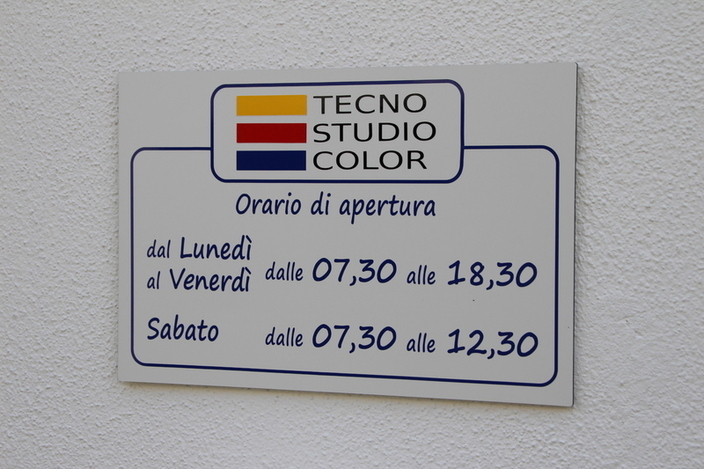 TECNO
STUDIO
COLOR
Orario di apertura
dal Lunedì
al Venerdì dalle 07,30 alle 18,30
Sabato dalle 07,30 alle 12,30